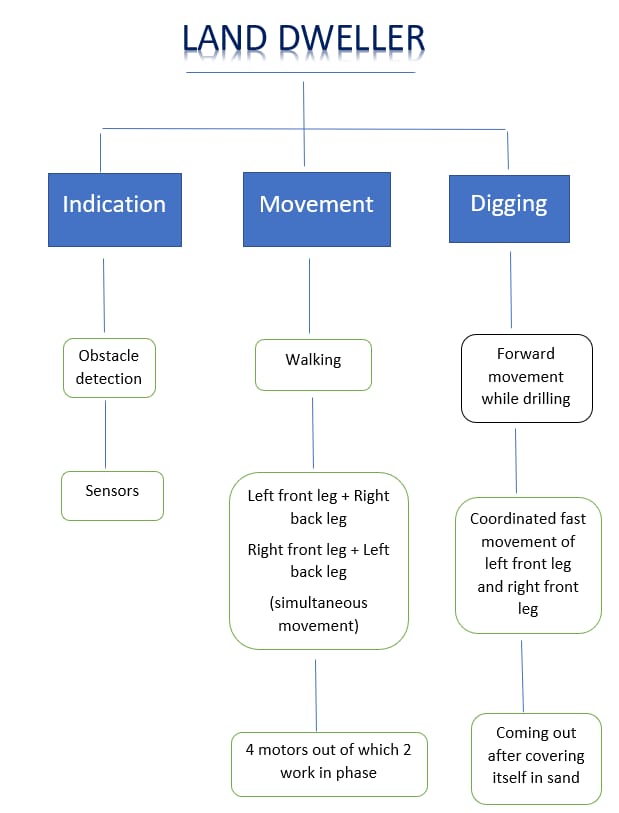 LAND DWELLER
Indication
Movement
Digging
Obstacle
detection
Sensors
Walking
Left front leg + Right
back leg
Right front leg + Left
back leg
(simultaneous
movement)
4 motors out of which 2
work in phase
Forward
movement
while drilling
Coordinated fast
movement of
left front leg
and right front
leg
Coming out
after covering
itself in sand